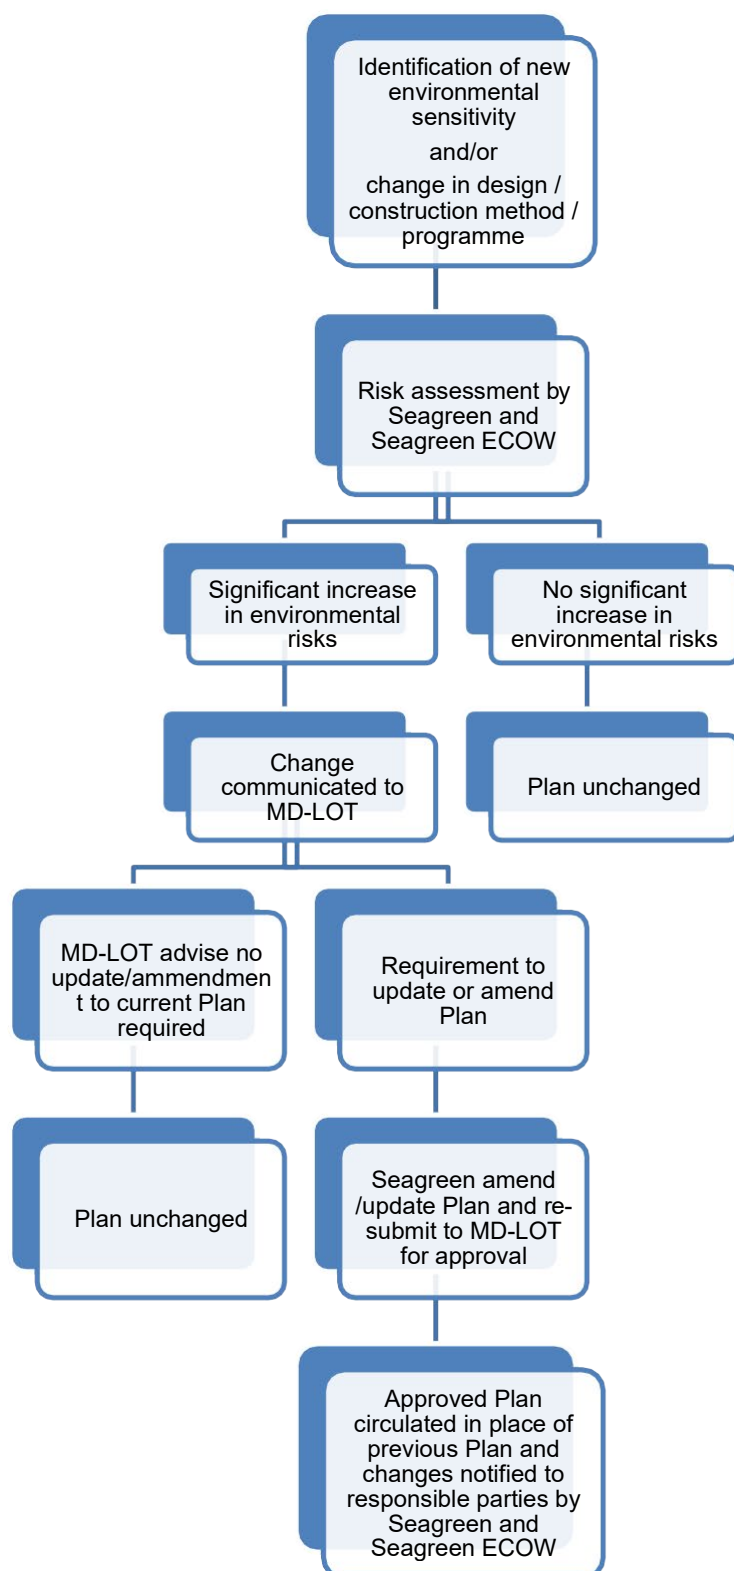 Identification of new
environmental
sensitivity
and/or
change in design /
construction method /
programme
Risk assessment by
Seagreen and
Seagreen ECOW
Significant increase
in environmental
risks
No significant
increase in
environmental risks
Change
communicated to
MD-LOT
Plan unchanged
MD-LOT advise no
update/ammendmen
t to current Plan
required
Requirement to
update or amend
Plan
Plan unchanged
Seagreen amend
/update Plan and re-
submit to MD-LOT
for approval
Approved Plan
circulated in place of
previous Plan and
changes notified to
responsible parties by
Seagreen and
Seagreen ECOW